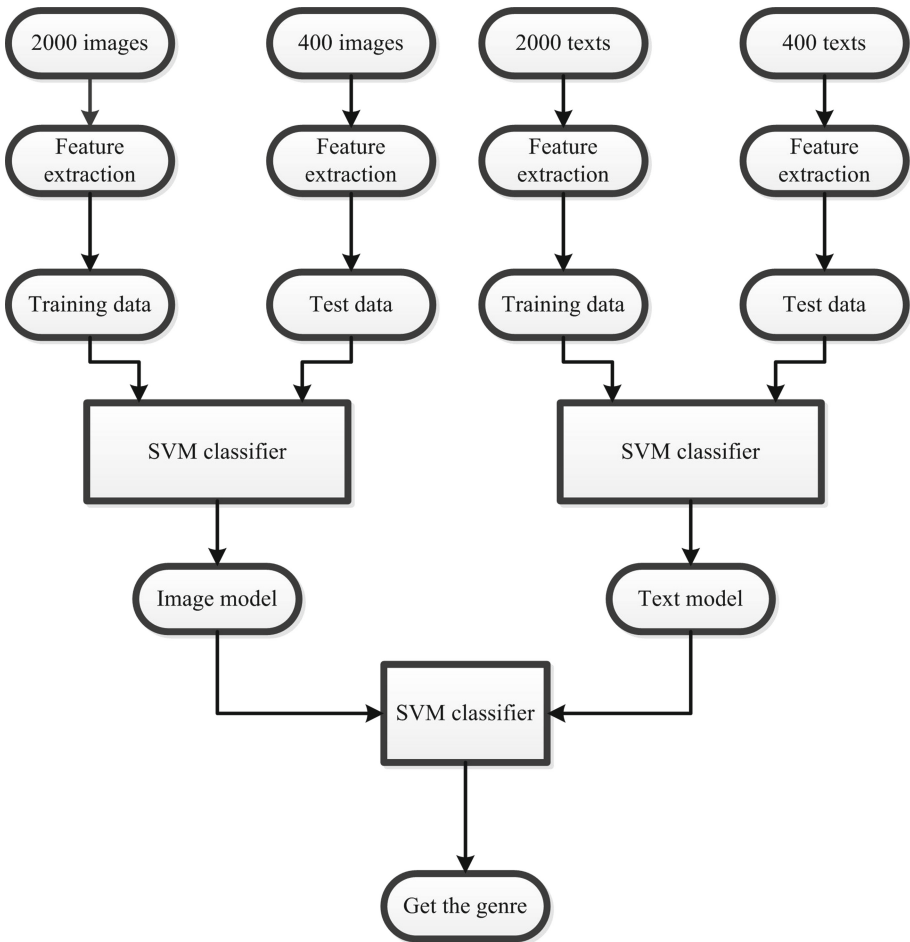 2000 images
400 images
2000 texts
400 texts
Feature
extraction
Feature
extraction
Feature
extraction
Feature
extraction
Training data
Test data
Training data
Test data
SVM classifier
SVM classifier
Image model
Text model
SVM classifier
Get the genre